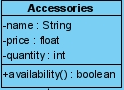 Accessories
-name : String
-price : float
-quantity : int
+availability() : boolean